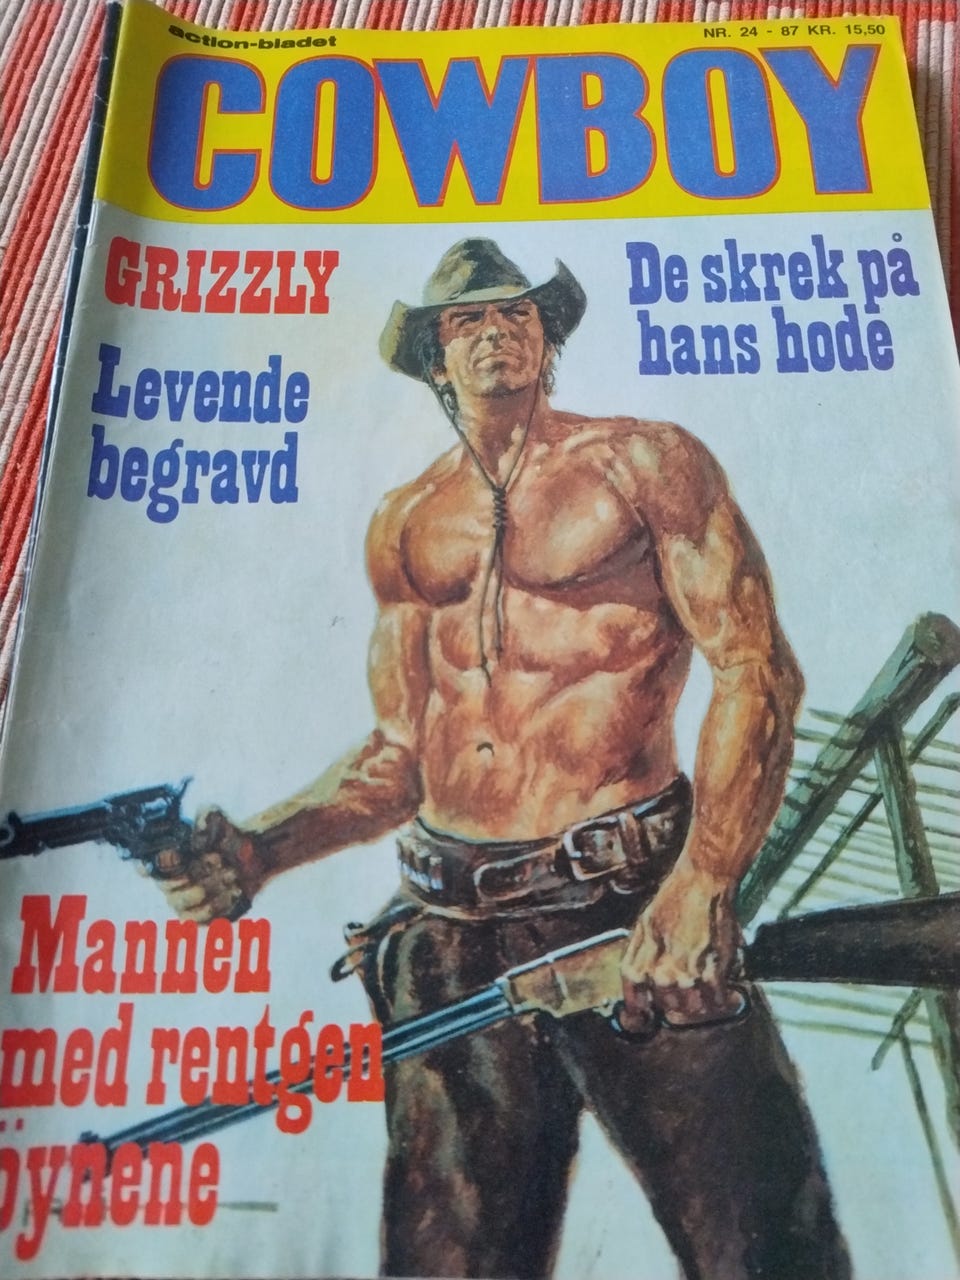 action-bladet
NR. 24 - 87 KR. 15,50
COWBOY
GRIZZLY
De skrek på
hans hode
Levende
begravd
Mannen
med rentgen
öynene